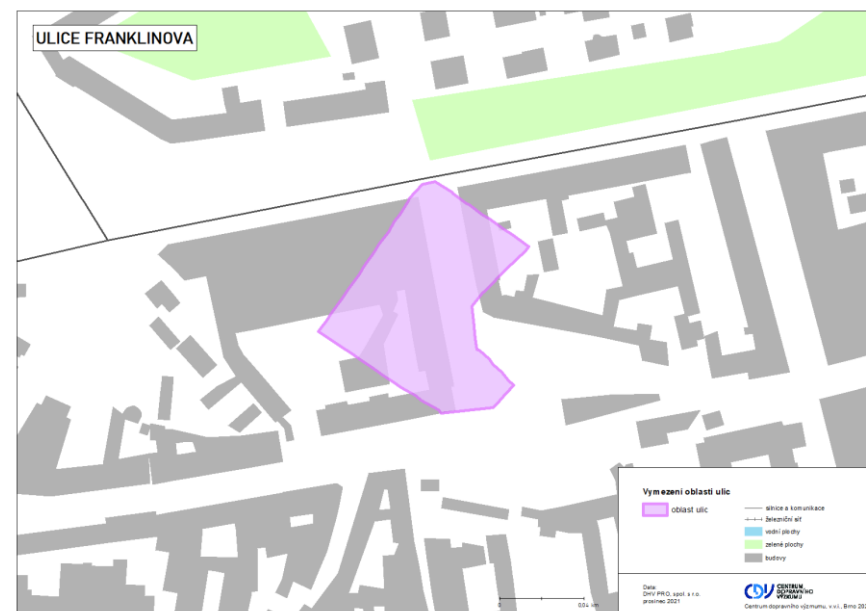 ULICE FRANKLINOVA
Vymezení oblasti ulic
oblast ulic
silnice a komunikace
železniční síť
vodní plochy
zelené plochy
budovy
0
0,04 km
Data:
DHV PRO, spol. s r.o.
prosinec 2021
CDV
CENTRUM
DOPRAVNÍHO
VÝZKUMU
Centrum dopravního výzkumu, v.v.i., Brno